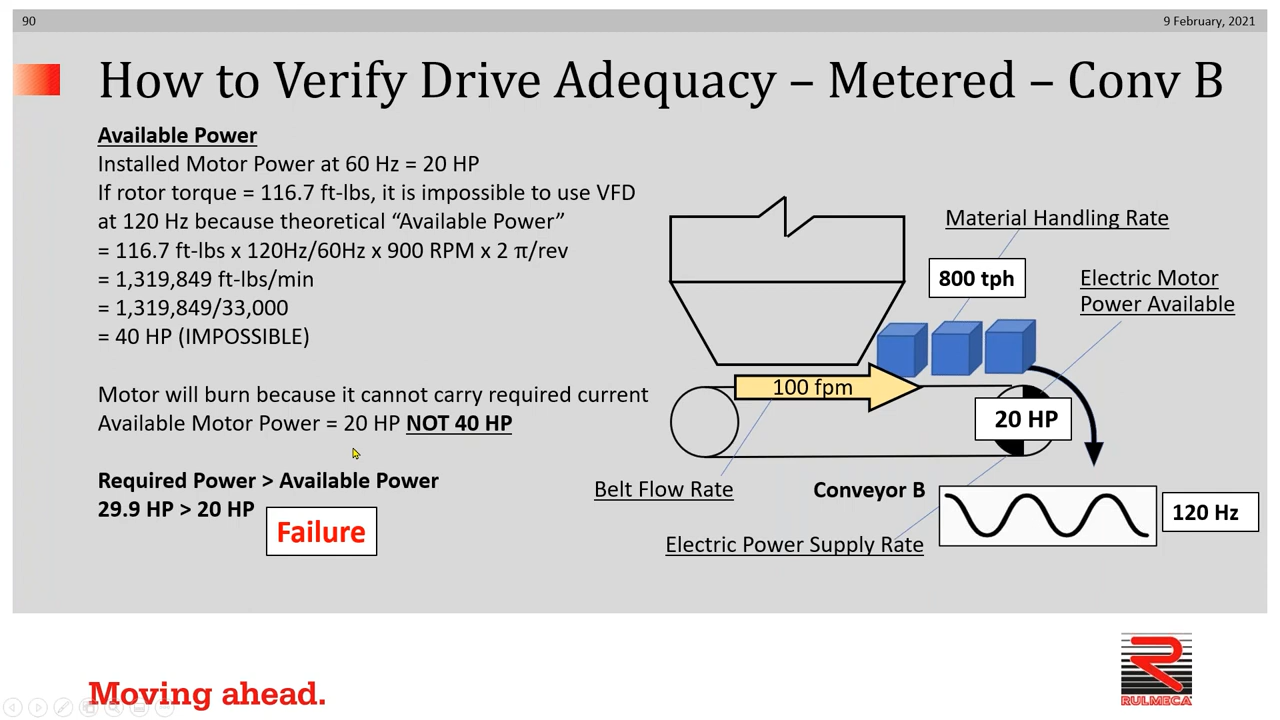 90
9 February, 2021
How to Verify Drive Adequacy – Metered – Conv B
Available Power
Installed Motor Power at 60 Hz = 20 HP
If rotor torque = 116.7 ft-lbs, it is impossible to use VFD
at 120 Hz because theoretical “Available Power”
= 116.7 ft-lbs x 120Hz/60Hz x 900 RPM x 2 π/rev
= 1,319,849 ft-lbs/min
= 1,319,849/33,000
= 40 HP (IMPOSSIBLE)
Motor will burn because it cannot carry required current
Available Motor Power = 20 HP NOT 40 HP
Required Power > Available Power
29.9 HP > 20 HP
Failure
Material Handling Rate
800 tph
Electric Motor
Power Available
100 fpm
20 HP
Belt Flow Rate
Conveyor B
120 Hz
Electric Power Supply Rate
Moving ahead.
RULMECA